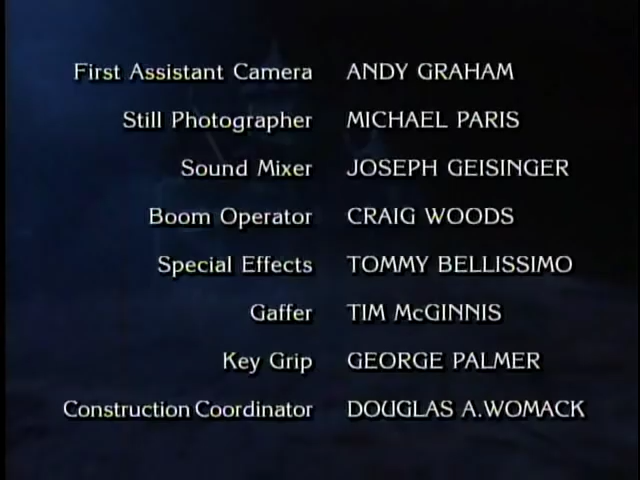 First Assistant Camera ANDY GRAHAM
Still Photographer MICHAEL PARIS
Sound Mixer JOSEPH GEISINGER
Boom Operator CRAIG WOODS
Special Effects TOMMY BELLISSIMO
Gaffer TIM McGINNIS
Key Grip GEORGE PALMER
Construction Coordinator DOUGLAS A.WOMACK